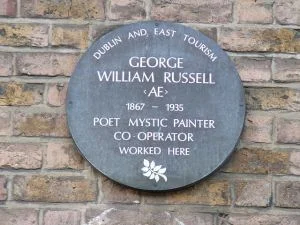 DUBLIN AND EAST TOURISM
GEORGE
WILLIAM RUSSELL
‹AE›
1867 – 1935
POET MYSTIC PAINTER
CO-OPERATOR
WORKED HERE